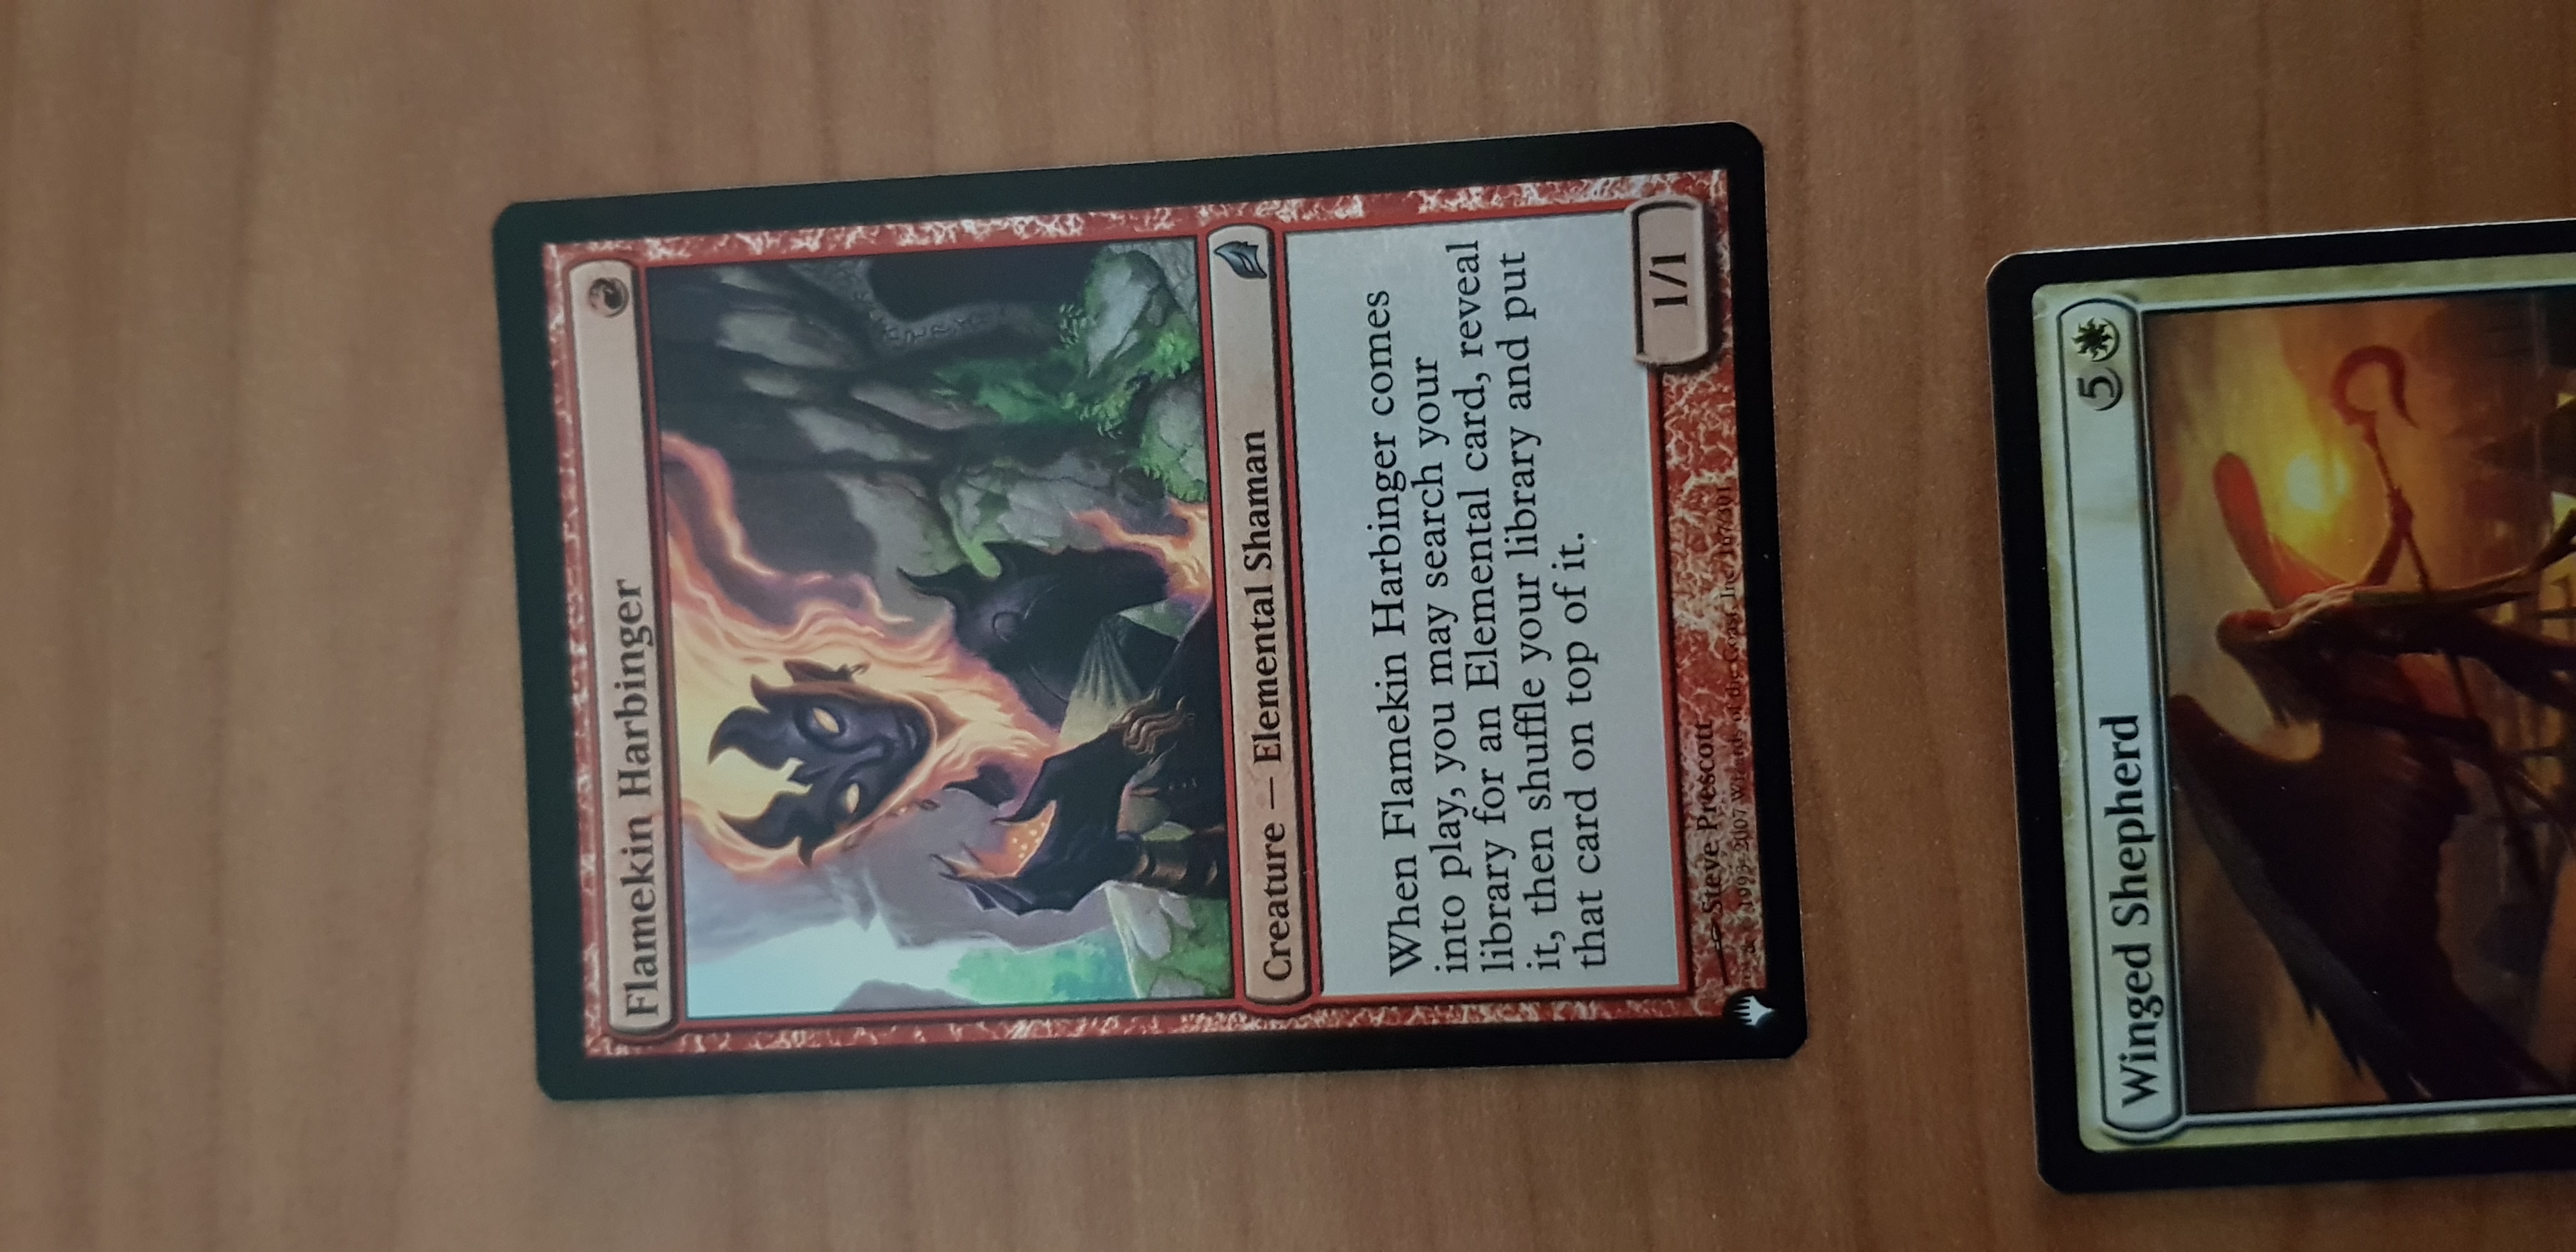 Flamekin Harbinger
Creature — Elemental Shaman
When Flamekin Harbinger comes
into play, you may search your
library for an Elemental card, reveal
it, then shuffle your library and put
that card on top of it.
1/1
Steve Prescott
& © 1993-2007 Wizards of the Coast, Inc. 167/301
Winged Shepherd 5